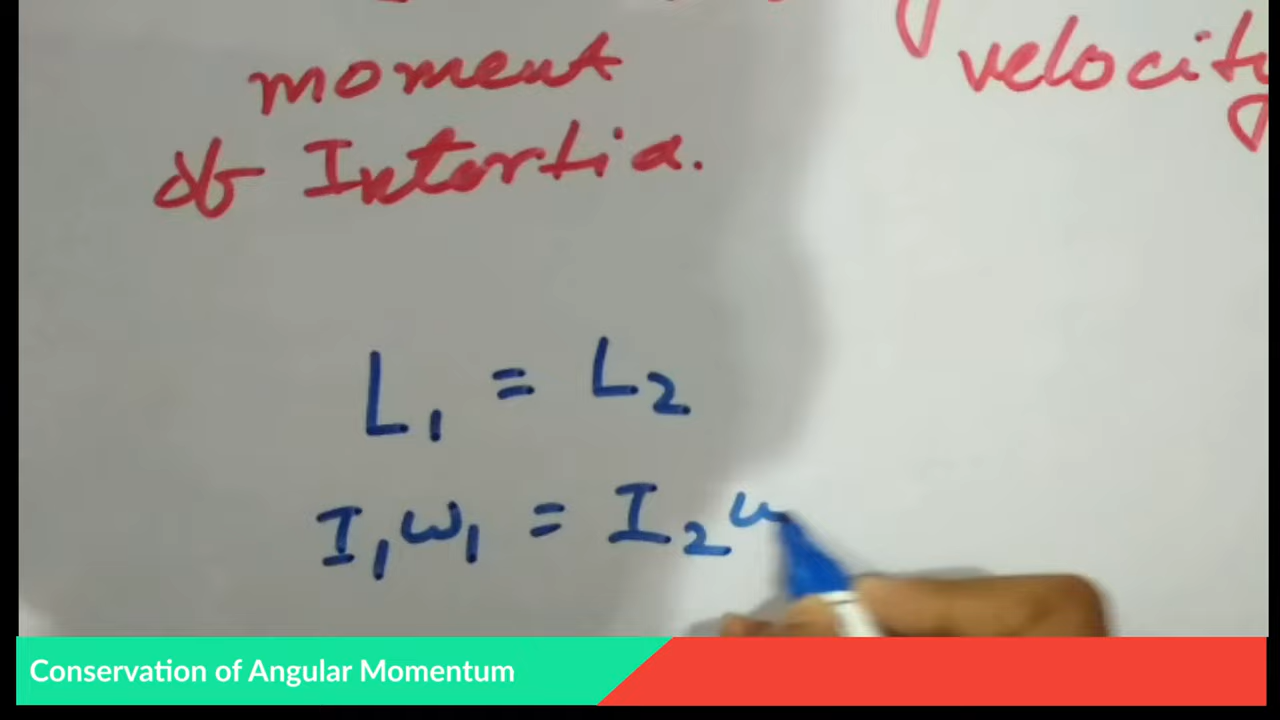 moment
velocity
of Intertia.
L₁ = L₂
I₁ω₁ = I₂ω
Conservation of Angular Momentum